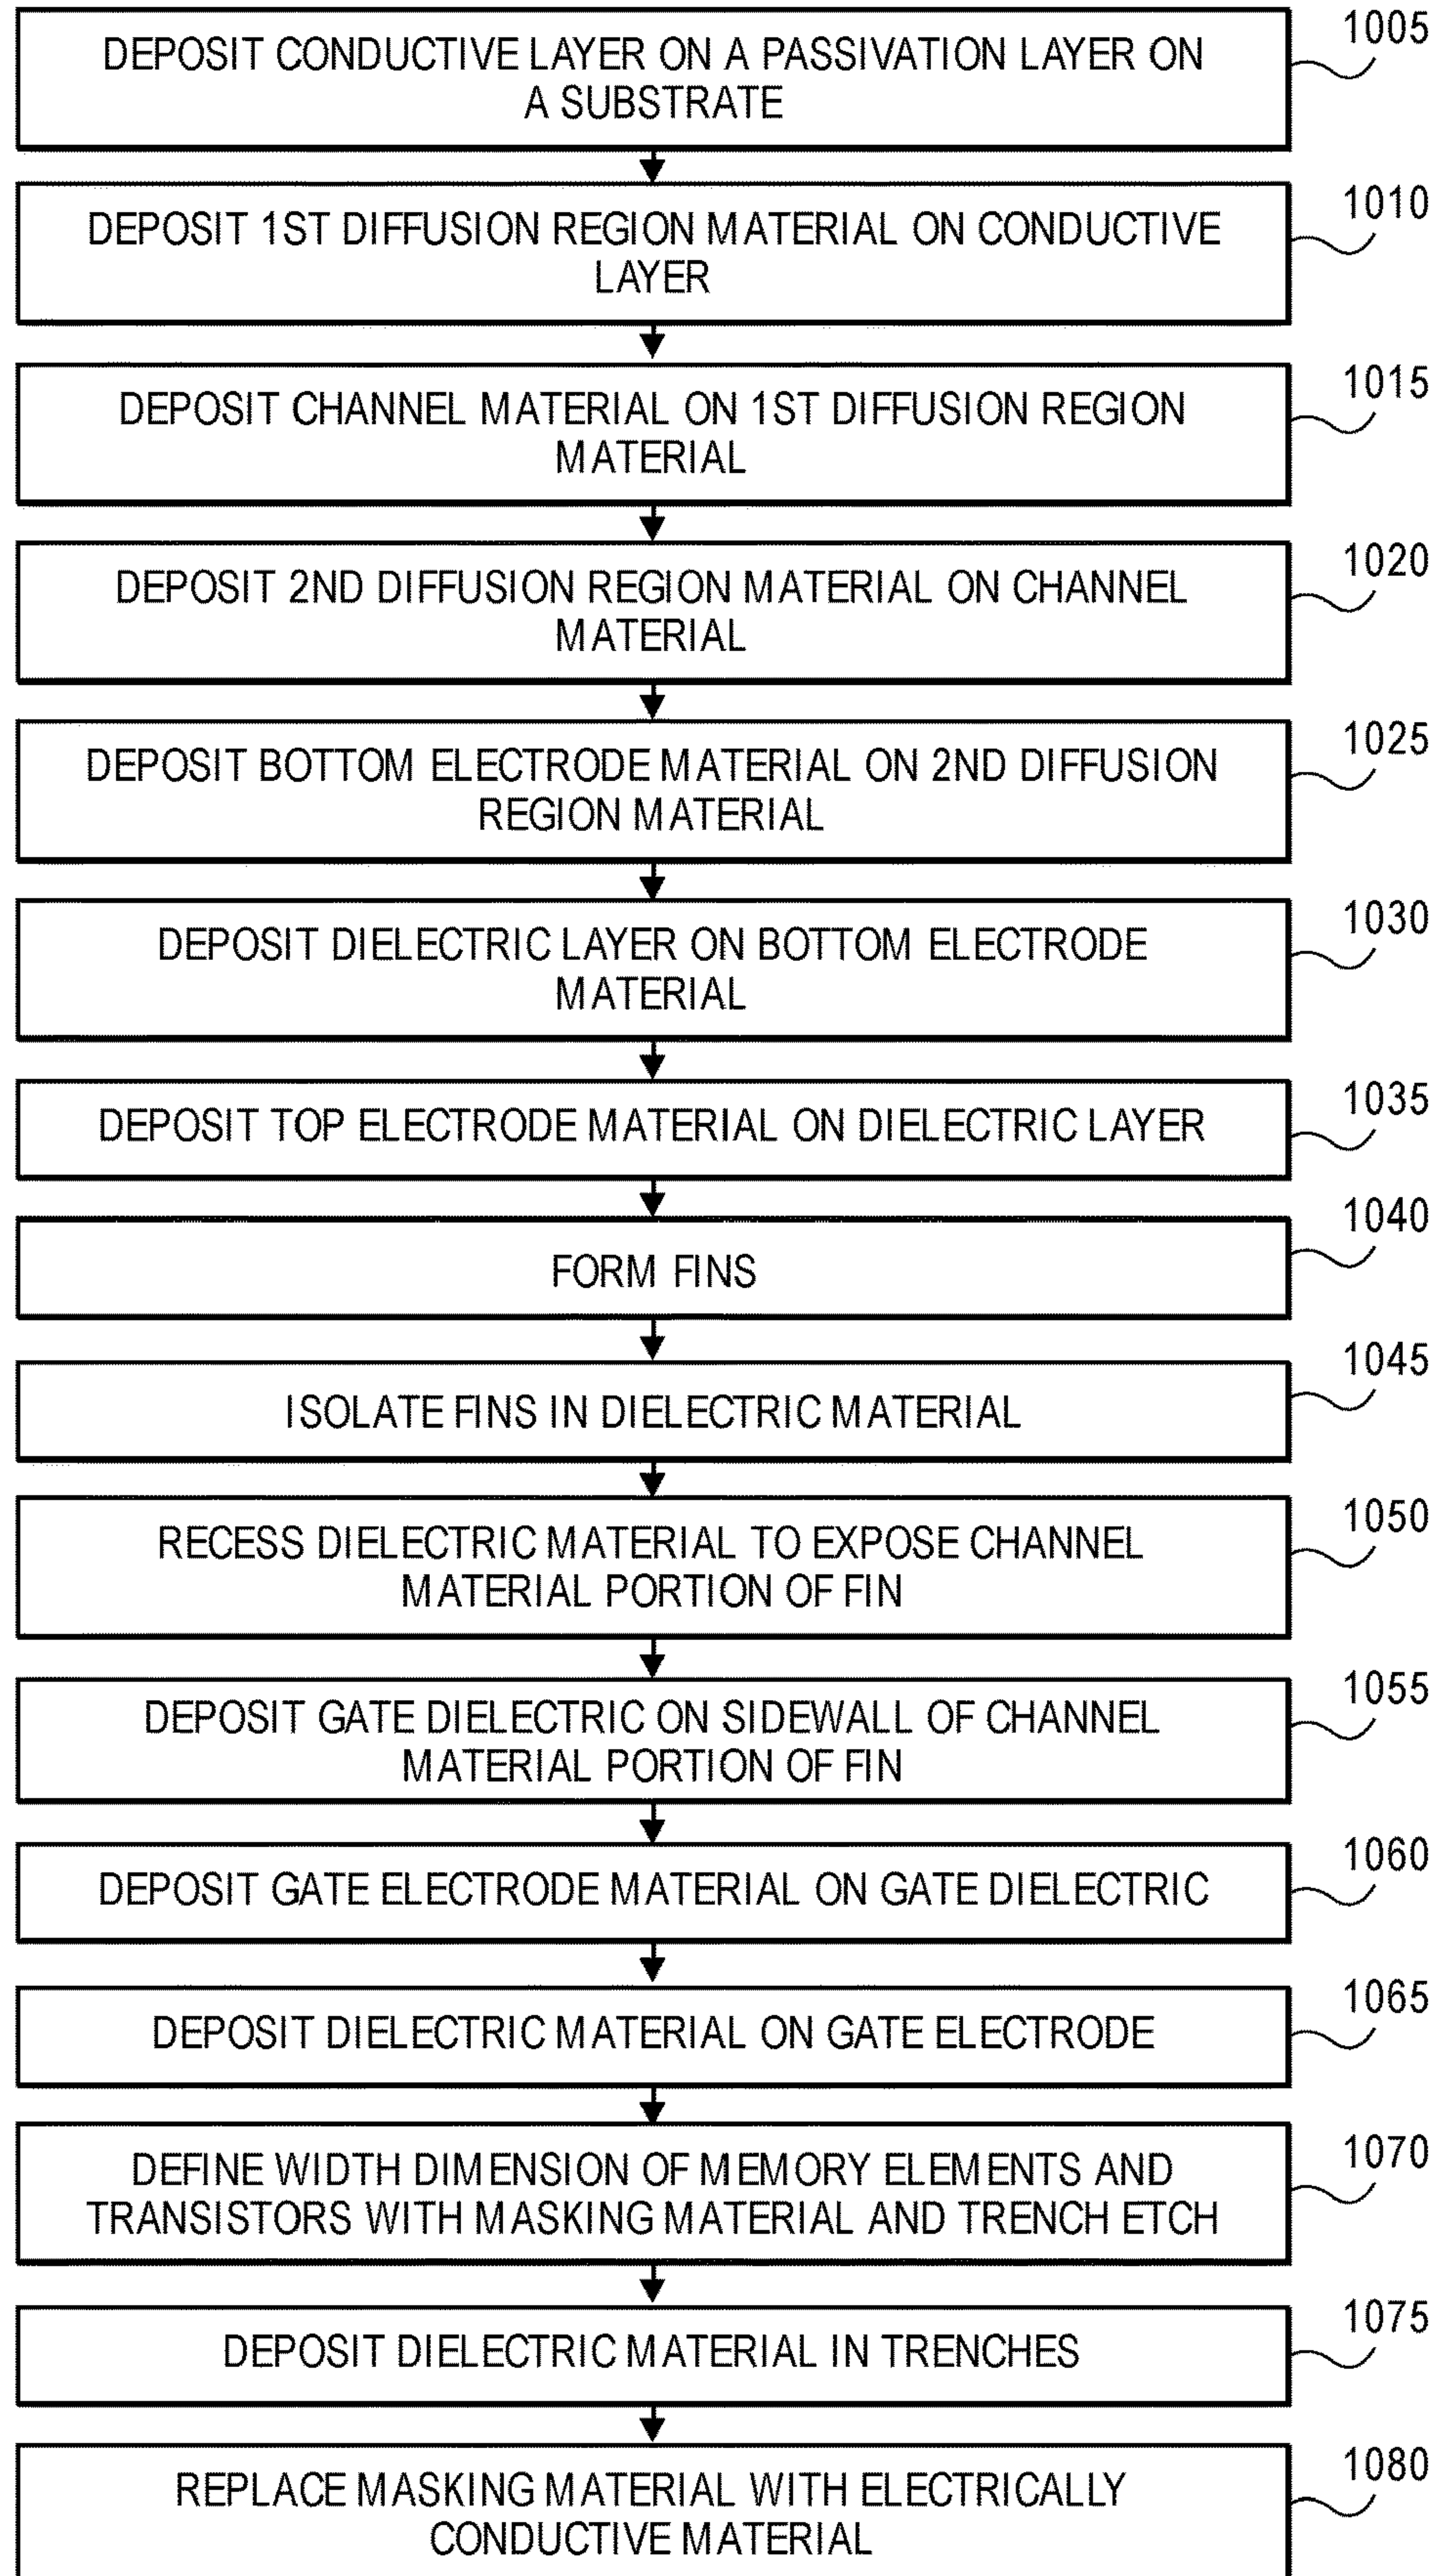 DEPOSIT CONDUCTIVE LAYER ON A PASSIVATION LAYER ON
A SUBSTRATE
1005
DEPOSIT 1ST DIFFUSION REGION MATERIAL ON CONDUCTIVE
LAYER
1010
DEPOSIT CHANNEL MATERIAL ON 1ST DIFFUSION REGION
MATERIAL
1015
DEPOSIT 2ND DIFFUSION REGION MATERIAL ON CHANNEL
MATERIAL
1020
DEPOSIT BOTTOM ELECTRODE MATERIAL ON 2ND DIFFUSION
REGION MATERIAL
1025
DEPOSIT DIELECTRIC LAYER ON BOTTOM ELECTRODE
MATERIAL
1030
DEPOSIT TOP ELECTRODE MATERIAL ON DIELECTRIC LAYER
1035
FORM FINS
1040
ISOLATE FINS IN DIELECTRIC MATERIAL
1045
RECESS DIELECTRIC MATERIAL TO EXPOSE CHANNEL
MATERIAL PORTION OF FIN
1050
DEPOSIT GATE DIELECTRIC ON SIDEWALL OF CHANNEL
MATERIAL PORTION OF FIN
1055
DEPOSIT GATE ELECTRODE MATERIAL ON GATE DIELECTRIC
1060
DEPOSIT DIELECTRIC MATERIAL ON GATE ELECTRODE
1065
DEFINE WIDTH DIMENSION OF MEMORY ELEMENTS AND
TRANSISTORS WITH MASKING MATERIAL AND TRENCH ETCH
1070
DEPOSIT DIELECTRIC MATERIAL IN TRENCHES
1075
REPLACE MASKING MATERIAL WITH ELECTRICALLY
CONDUCTIVE MATERIAL
1080